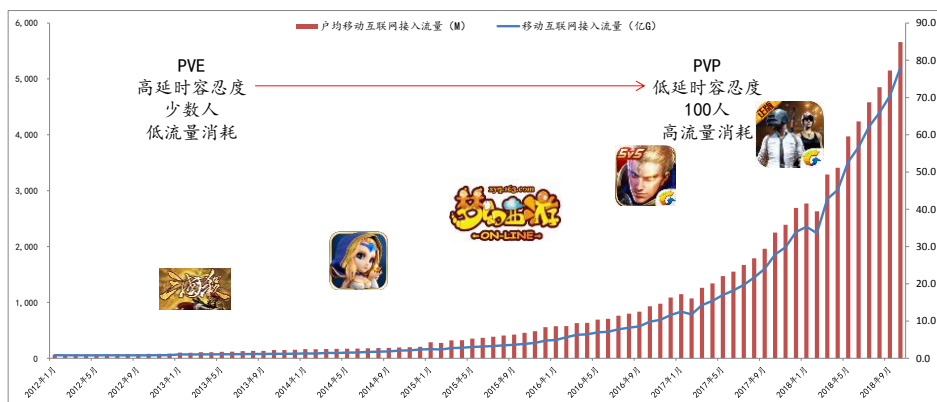 户均移动互联网接入流量（M）
移动互联网接入流量（亿G）
6,000
5,000
4,000
3,000
2,000
1,000
0
90.0
80.0
70.0
60.0
50.0
40.0
30.0
20.0
10.0
0.0
PVE
高延时容忍度
少数人
低流量消耗
PVP
低延时容忍度
100人
高流量消耗
正版
5v5
xyq.163.com
梦幻西游
ON-LINE
三国杀
2012年1月
2012年5月
2012年9月
2013年1月
2013年5月
2013年9月
2014年1月
2014年5月
2014年9月
2015年1月
2015年5月
2015年9月
2016年1月
2016年5月
2016年9月
2017年1月
2017年5月
2017年9月
2018年1月
2018年5月
2018年9月